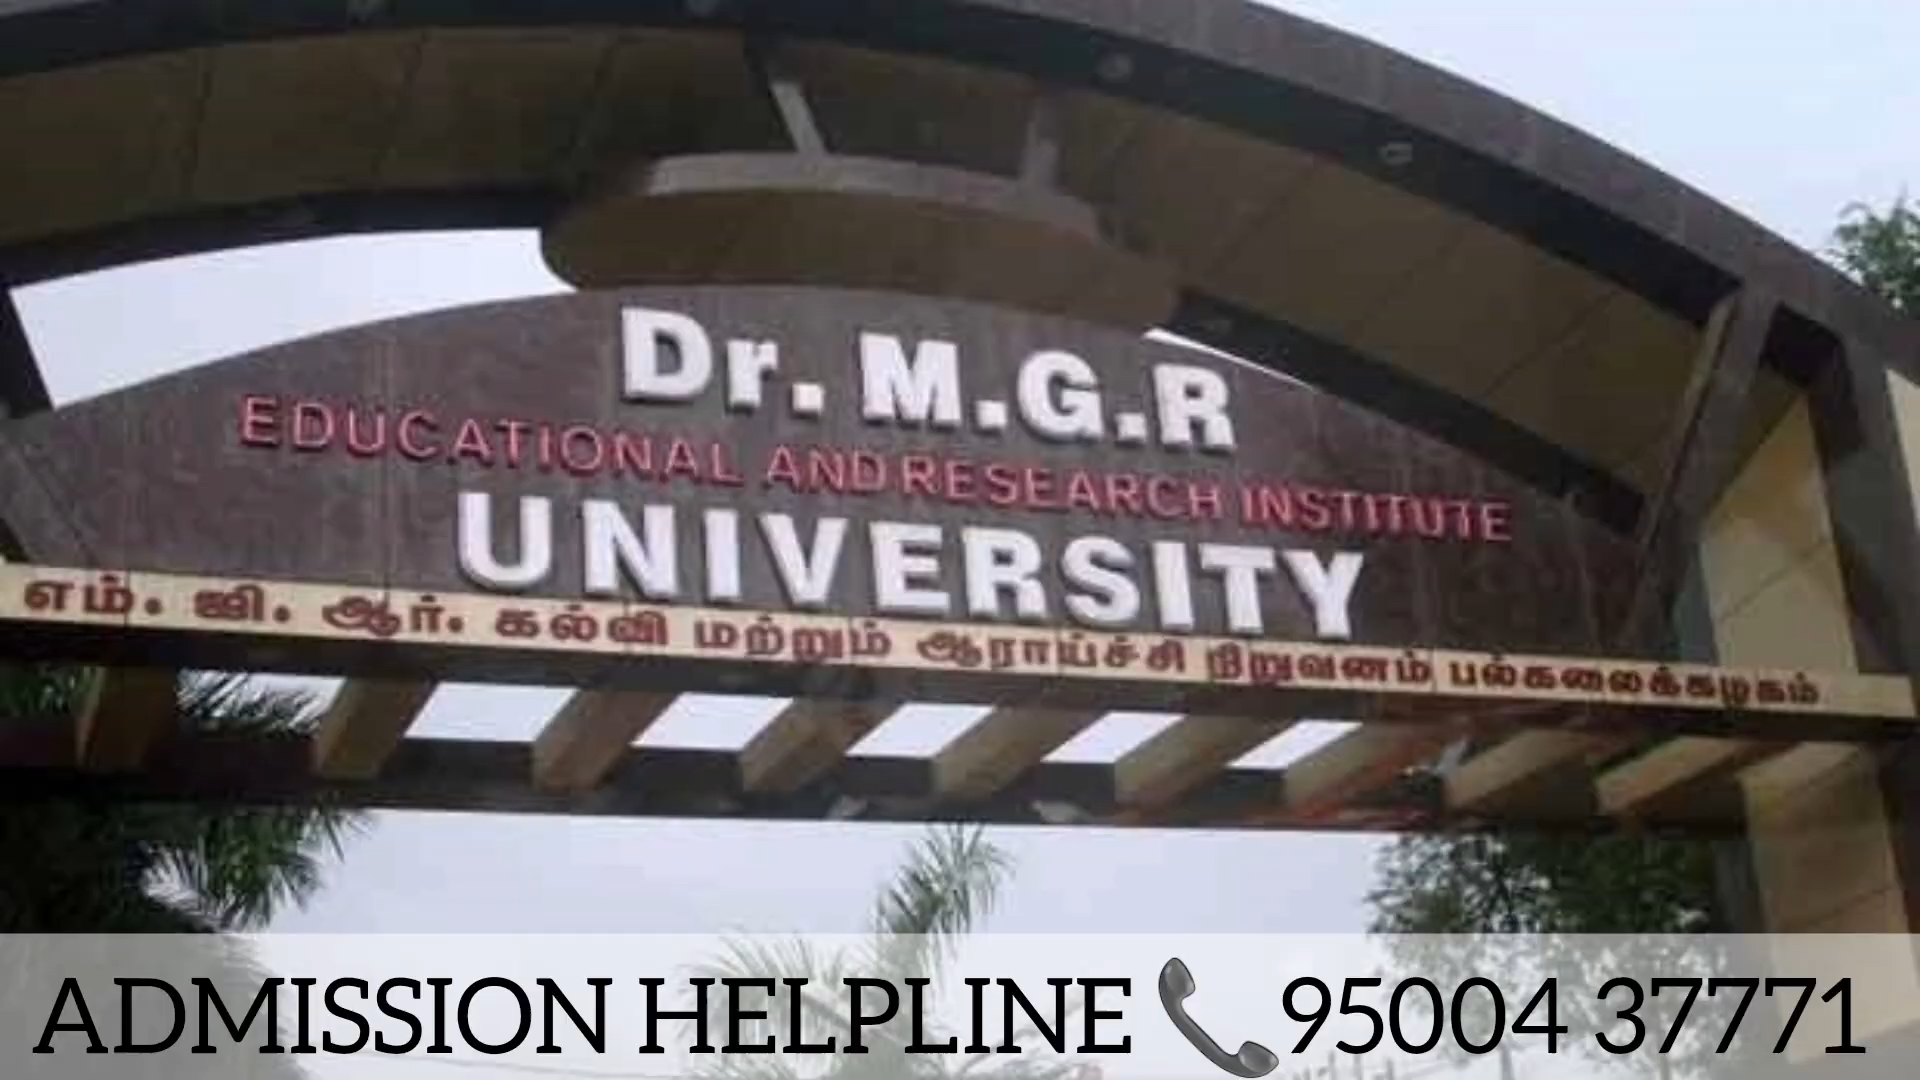 Dr. M.G.R
EDUCATIONAL AND RESEARCH INSTITUTE
UNIVERSITY
எம். ஜி. ஆர். கல்வி மற்றும் ஆராய்ச்சி நிறுவனம் பல்கலைக்கழகம்
ADMISSION HELPLINE 95004 37771